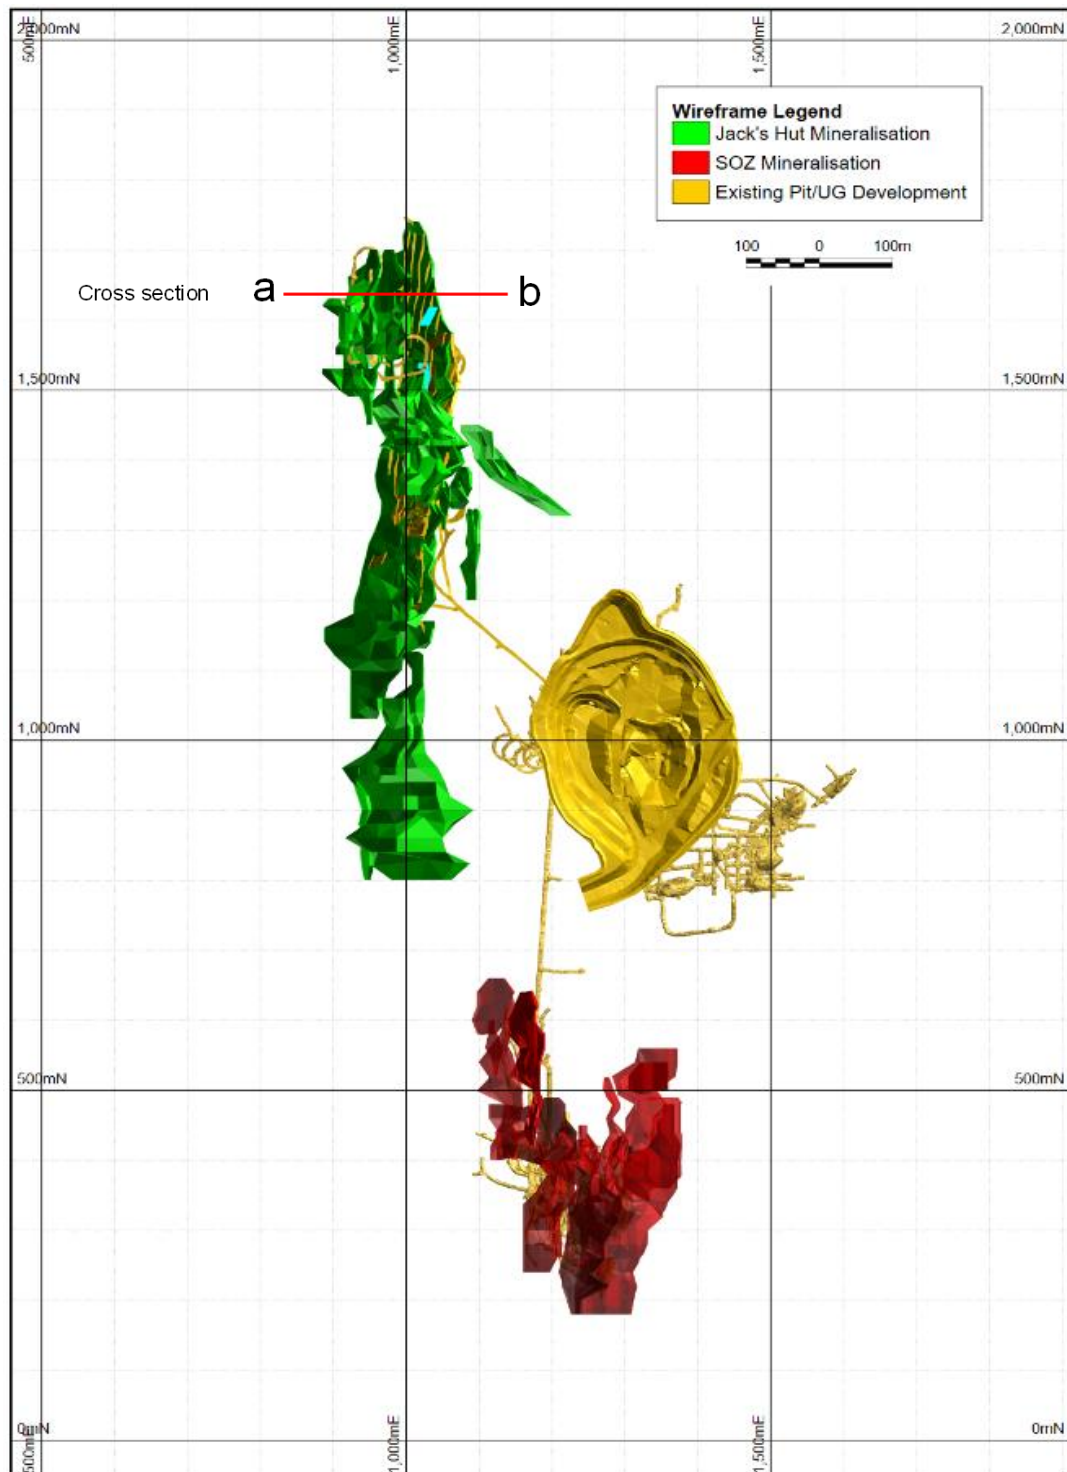 2,000mN
500mE
1,000mE
1,500mE
2,000mN
Wireframe Legend
Jack's Hut Mineralisation
SOZ Mineralisation
Existing Pit/UG Development
100 0 100m
Cross section a b
1,500mN
1,500mN
1,000mN
1,000mN
500mN
500mN
0mN
500mE
1,000mE
1,500mE
0mN